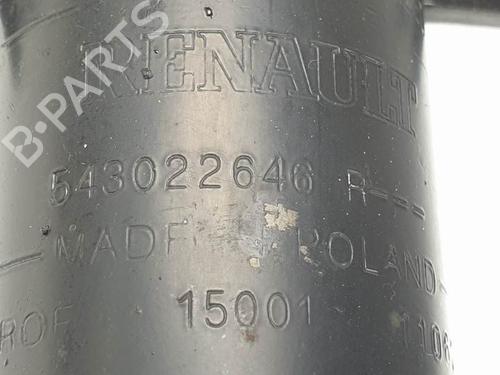 RENAULT
B-PARTS
543022646 R---
MADE POLAND
15001